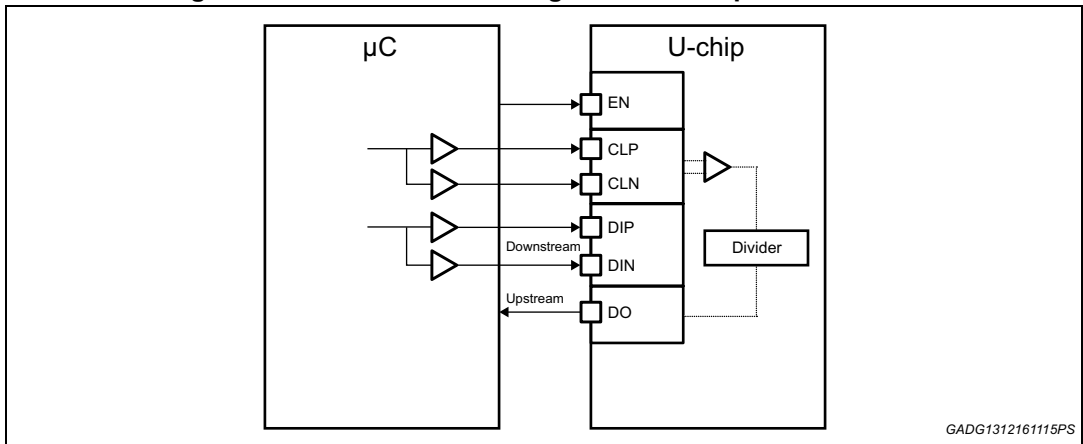 µC
U-chip
EN
CLP
CLN
DIP
Downstream
DIN
Divider
Upstream
DO
GADG1312161115PS